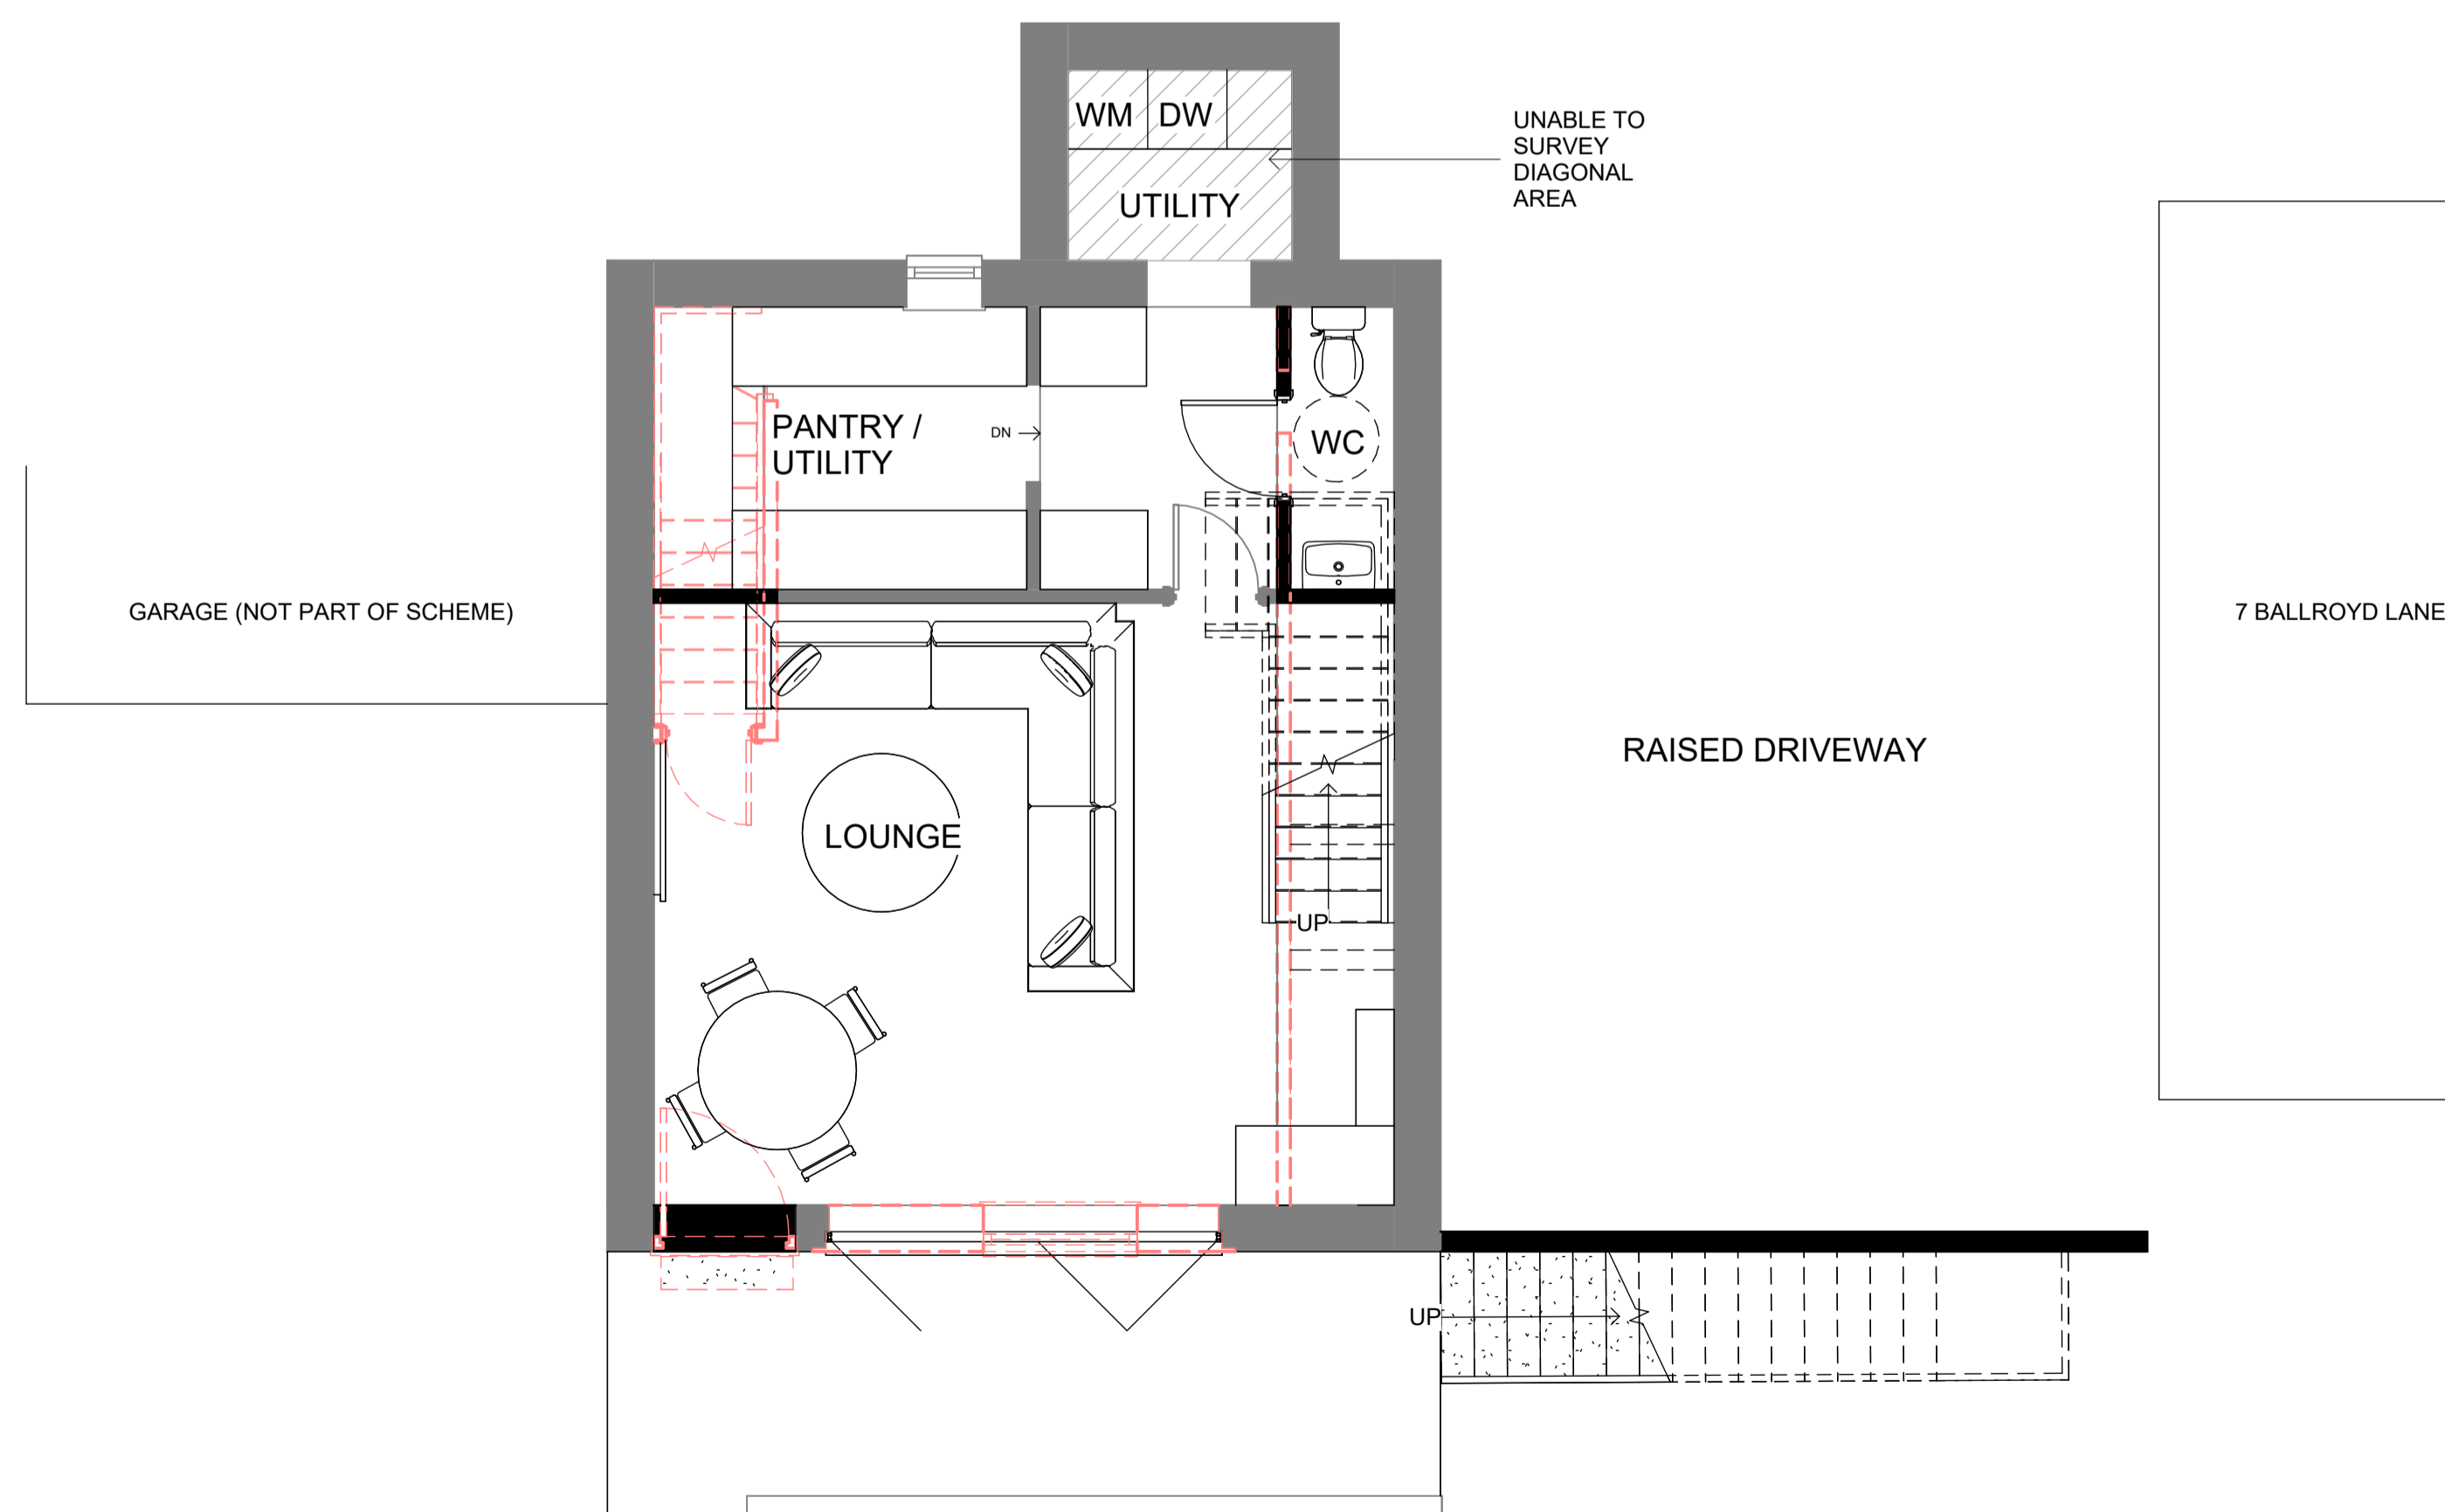 WM
DW
UTILITY
UNABLE TO
SURVEY
DIAGONAL
AREA
PANTRY /
UTILITY
DN
WC
GARAGE (NOT PART OF SCHEME)
7 BALLROYD LANE
RAISED DRIVEWAY
LOUNGE
UP
UP